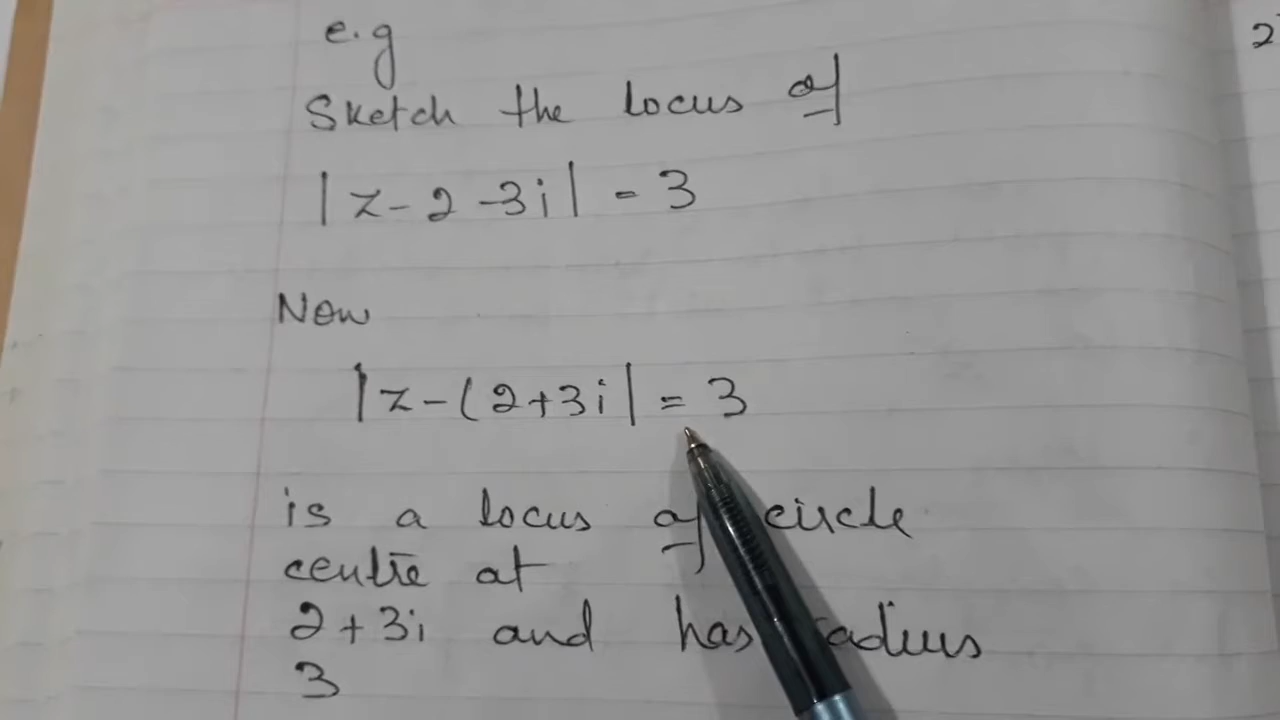 e.g
Sketch the locus of
|z-2-3i| = 3
Now
|z-(2+3i| = 3
is a locus of circle
centre at
2+3i and has radius
3
2